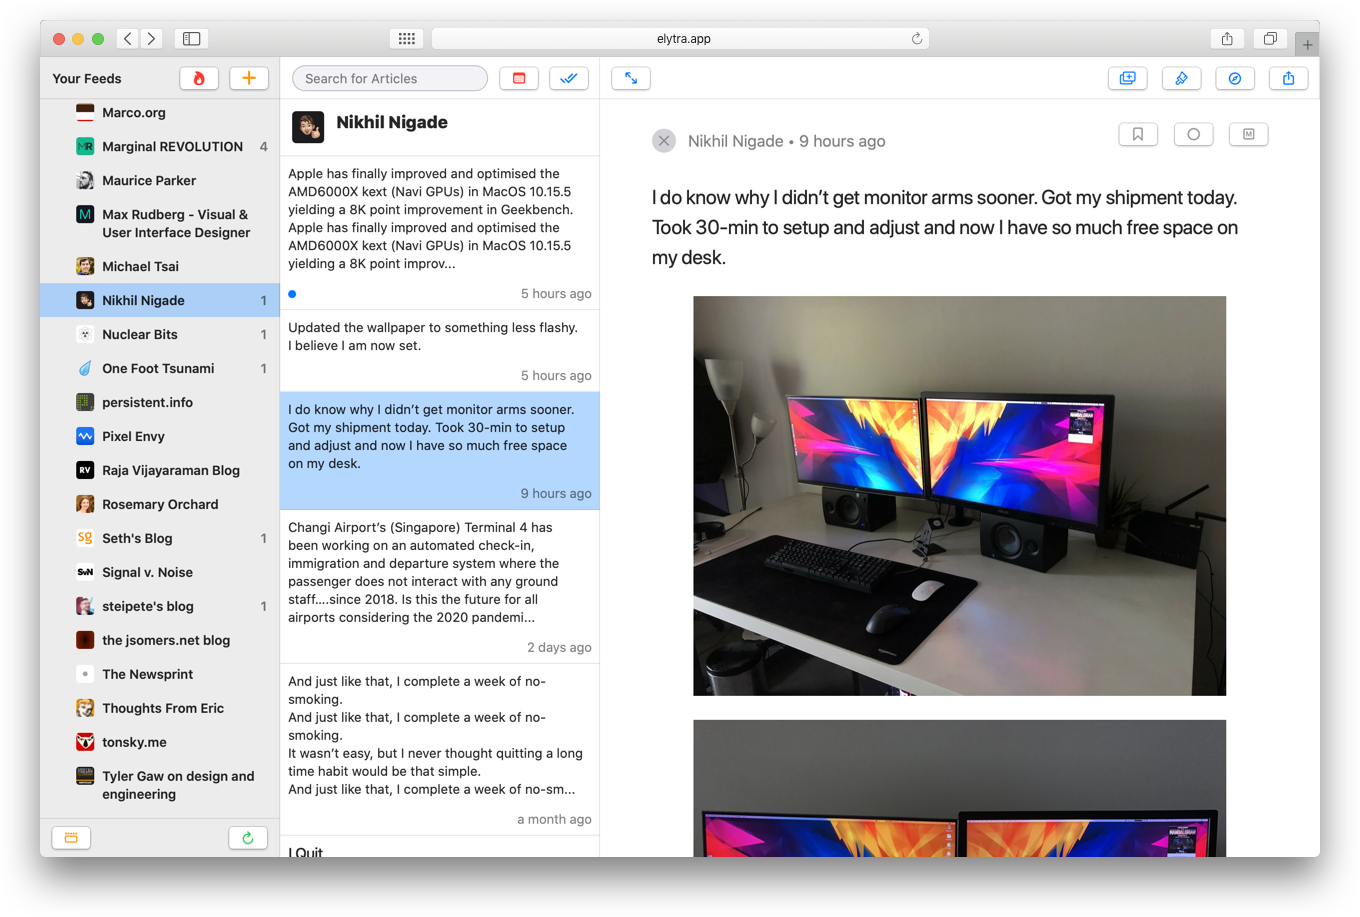 elytra.app
Your Feeds
Marco.org
Marginal REVOLUTION 4
Maurice Parker
Max Rudberg - Visual &
User Interface Designer
Michael Tsai
Nikhil Nigade 1
Nuclear Bits 1
One Foot Tsunami 1
persistent.info
Pixel Envy
RV Raja Vijayaraman Blog
Rosemary Orchard
sg Seth's Blog 1
SvN Signal v. Noise
steipete's blog 1
the jsomers.net blog
The Newsprint
Thoughts From Eric
tonsky.me
Tyler Gaw on design and
engineering
Search for Articles
Nikhil Nigade
Apple has finally improved and optimised the
AMD6000X kext (Navi GPUs) in MacOS 10.15.5
yielding a 8K point improvement in Geekbench.
Apple has finally improved and optimised the
AMD6000X kext (Navi GPUs) in MacOS 10.15.5
yielding a 8K point improv...
5 hours ago
Updated the wallpaper to something less flashy.
I believe I am now set.
5 hours ago
I do know why I didn’t get monitor arms sooner.
Got my shipment today. Took 30-min to setup
and adjust and now I have so much free space
on my desk.
9 hours ago
Changi Airport’s (Singapore) Terminal 4 has
been working on an automated check-in,
immigration and departure system where the
passenger does not interact with any ground
staff....since 2018. Is this the future for all
airports considering the 2020 pandemi...
2 days ago
And just like that, I complete a week of no-
smoking.
And just like that, I complete a week of no-
smoking.
It wasn’t easy, but I never thought quitting a long
time habit would be that simple.
And just like that, I complete a week of no-sm...
a month ago
I Quit
Nikhil Nigade • 9 hours ago
M
I do know why I didn’t get monitor arms sooner. Got my shipment today.
Took 30-min to setup and adjust and now I have so much free space on
my desk.